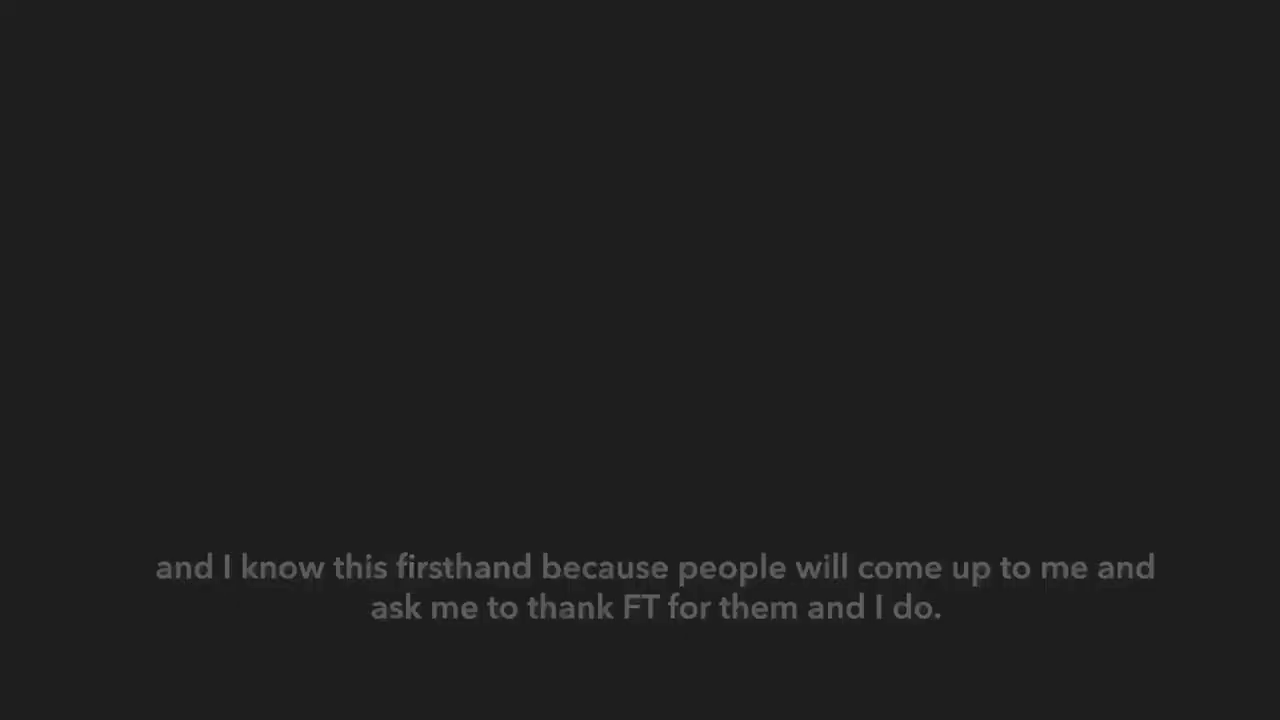 and I know this firsthand because people will come up to me and
ask me to thank FT for them and I do.